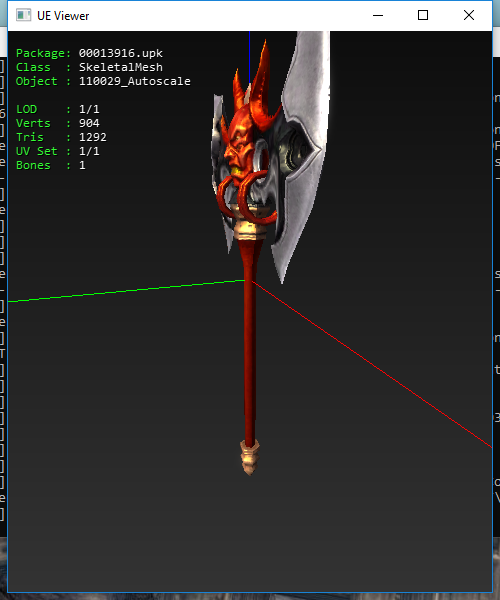 UE Viewer
Package: 00013916.upk
Class  : SkeletalMesh
Object : 110029_Autoscale
LOD    : 1/1
Verts  : 904
Tris   : 1292
UV Set : 1/1
Bones  : 1